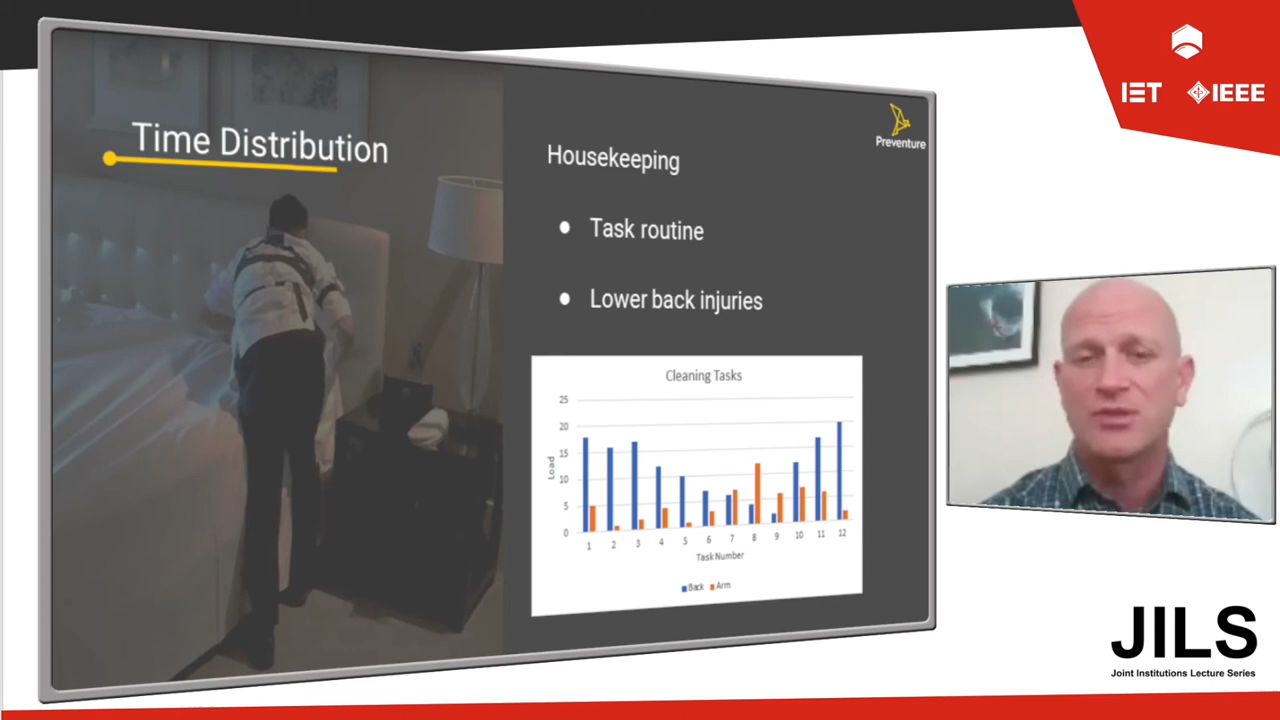 IET IEEE
Time Distribution
Preventure
Housekeeping
• Task routine
• Lower back injuries
Cleaning Tasks
25
20
15
10
5
0
Load
1 2 3 4 5 6 7 8 9 10 11 12
Task Number
Back Arm
JILS
Joint Institutions Lecture Series